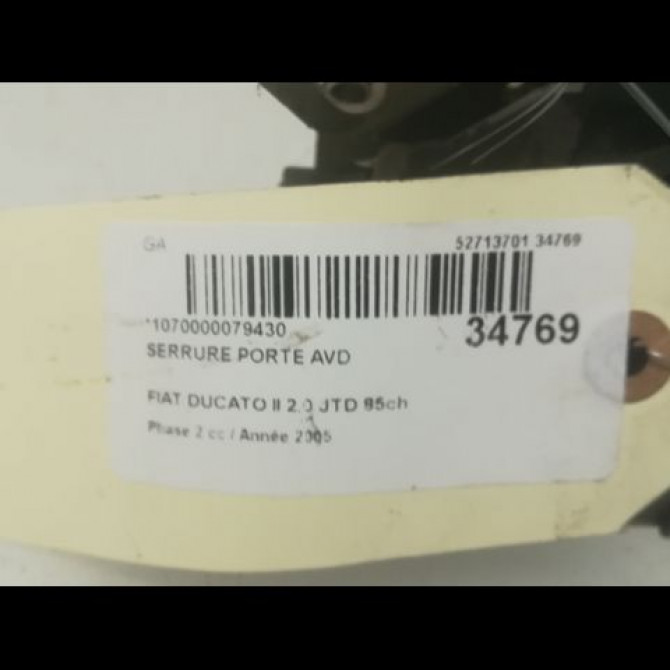 GA 52713701 34769
*1070000079430 34769
SERRURE PORTE AVD
FIAT DUCATO II 2.0 JTD 85ch
Phase 2 cc / Année 2005